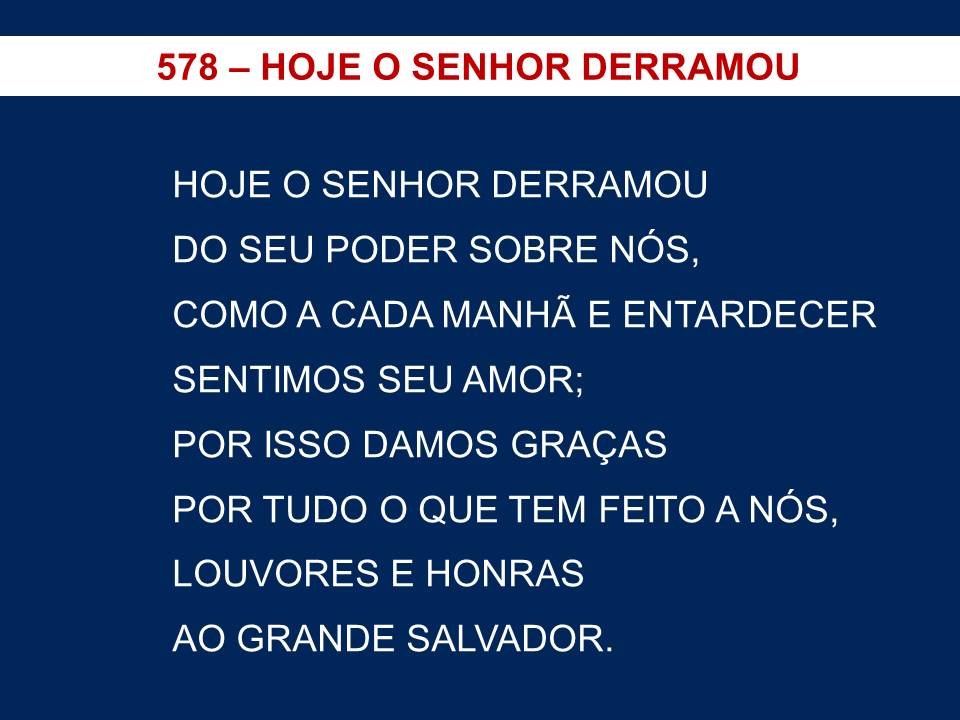 578 – HOJE O SENHOR DERRAMOU
HOJE O SENHOR DERRAMOU
DO SEU PODER SOBRE NÓS,
COMO A CADA MANHÃ E ENTARDECER
SENTIMOS SEU AMOR;
POR ISSO DAMOS GRAÇAS
POR TUDO O QUE TEM FEITO A NÓS,
LOUVORES E HONRAS
AO GRANDE SALVADOR.